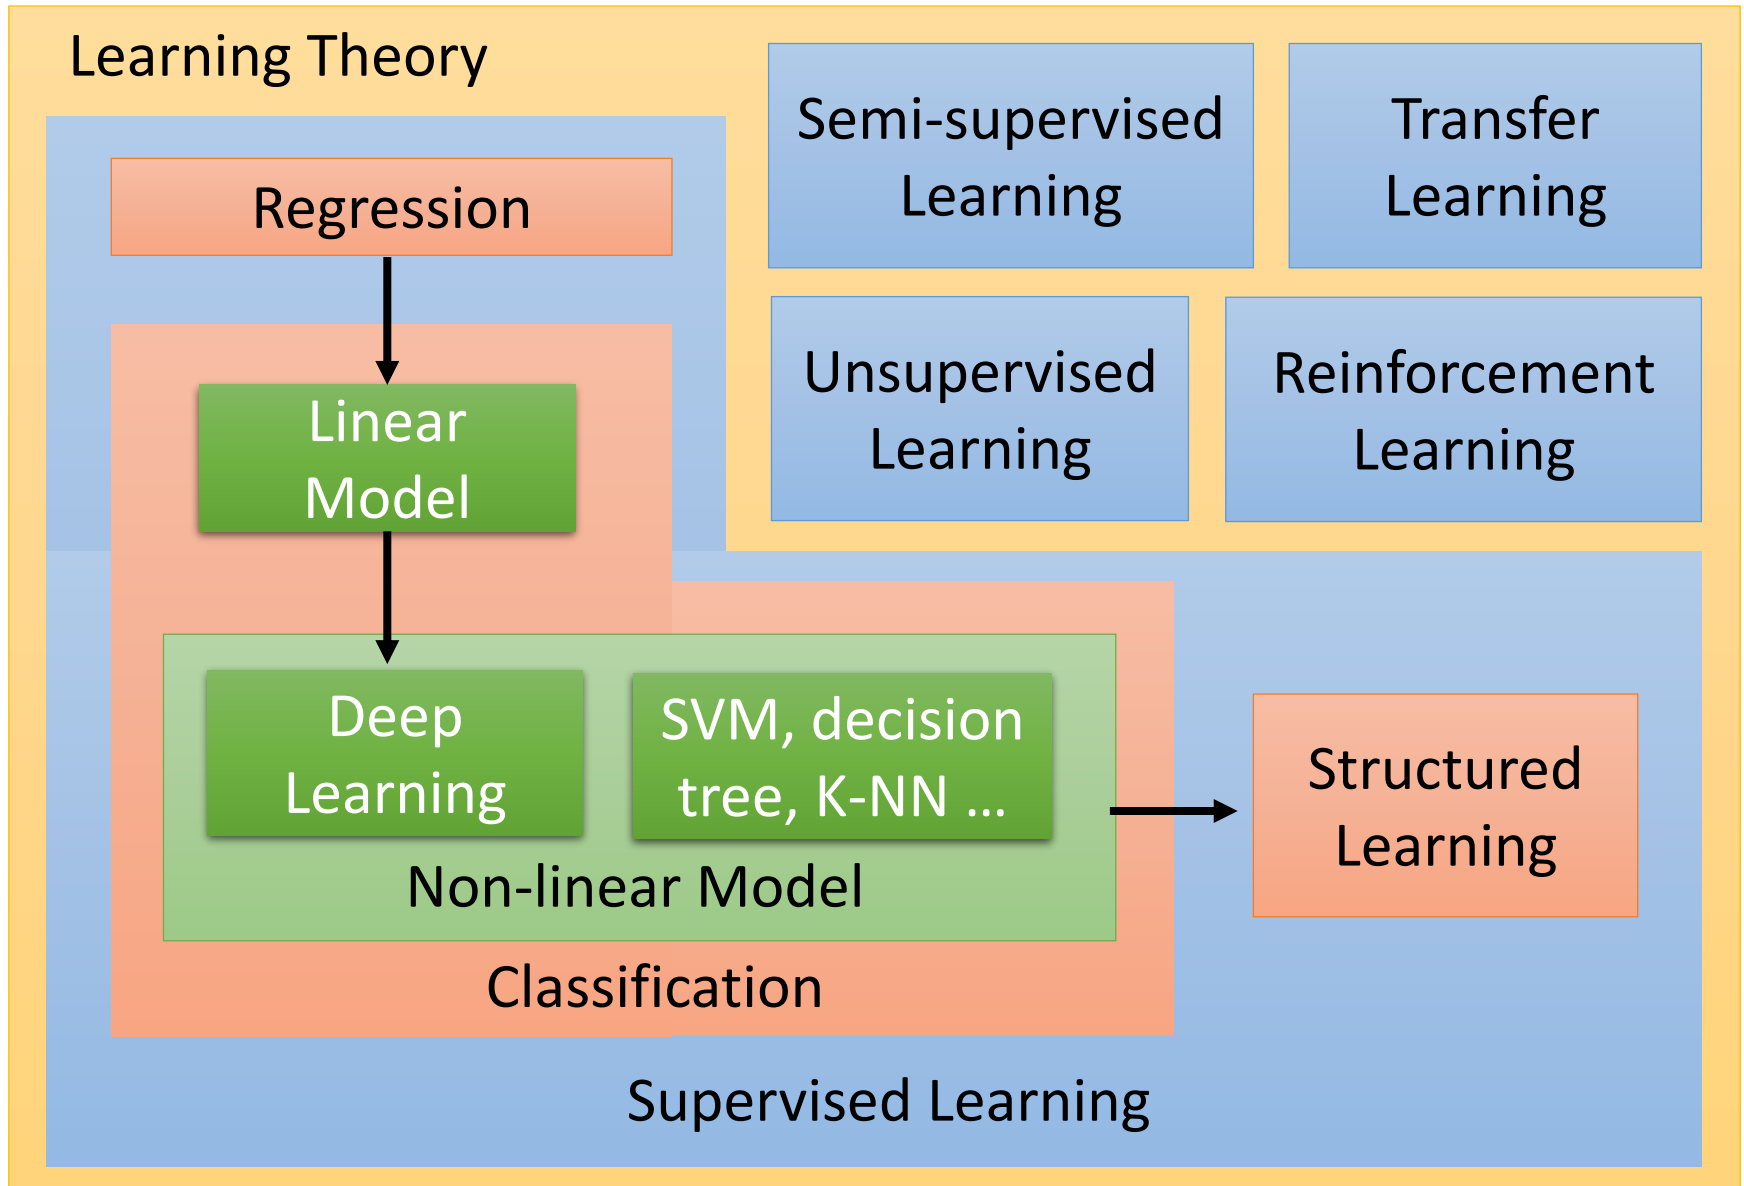 Learning Theory
Regression
Linear
Model
Deep
Learning
SVM, decision
tree, K-NN ...
Non-linear Model
Classification
Structured
Learning
Supervised Learning
Semi-supervised
Learning
Transfer
Learning
Unsupervised
Learning
Reinforcement
Learning